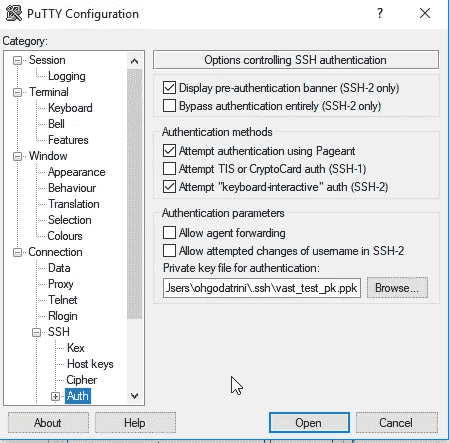 PuTTY Configuration
?
Category:
Session
Logging
Terminal
Keyboard
Bell
Features
Window
Appearance
Behaviour
Translation
Selection
Colours
Connection
Data
Proxy
Telnet
Rlogin
SSH
Kex
Host keys
Cipher
Auth
Options controlling SSH authentication
Display pre-authentication banner (SSH-2 only)
Bypass authentication entirely (SSH-2 only)
Authentication methods
Attempt authentication using Pageant
Attempt TIS or CryptoCard auth (SSH-1)
Attempt "keyboard-interactive" auth (SSH-2)
Authentication parameters
Allow agent forwarding
Allow attempted changes of username in SSH-2
Private key file for authentication:
Jsers\ohgodatrini\.ssh\vast_test_pk.ppk
Browse...
About
Help
Open
Cancel